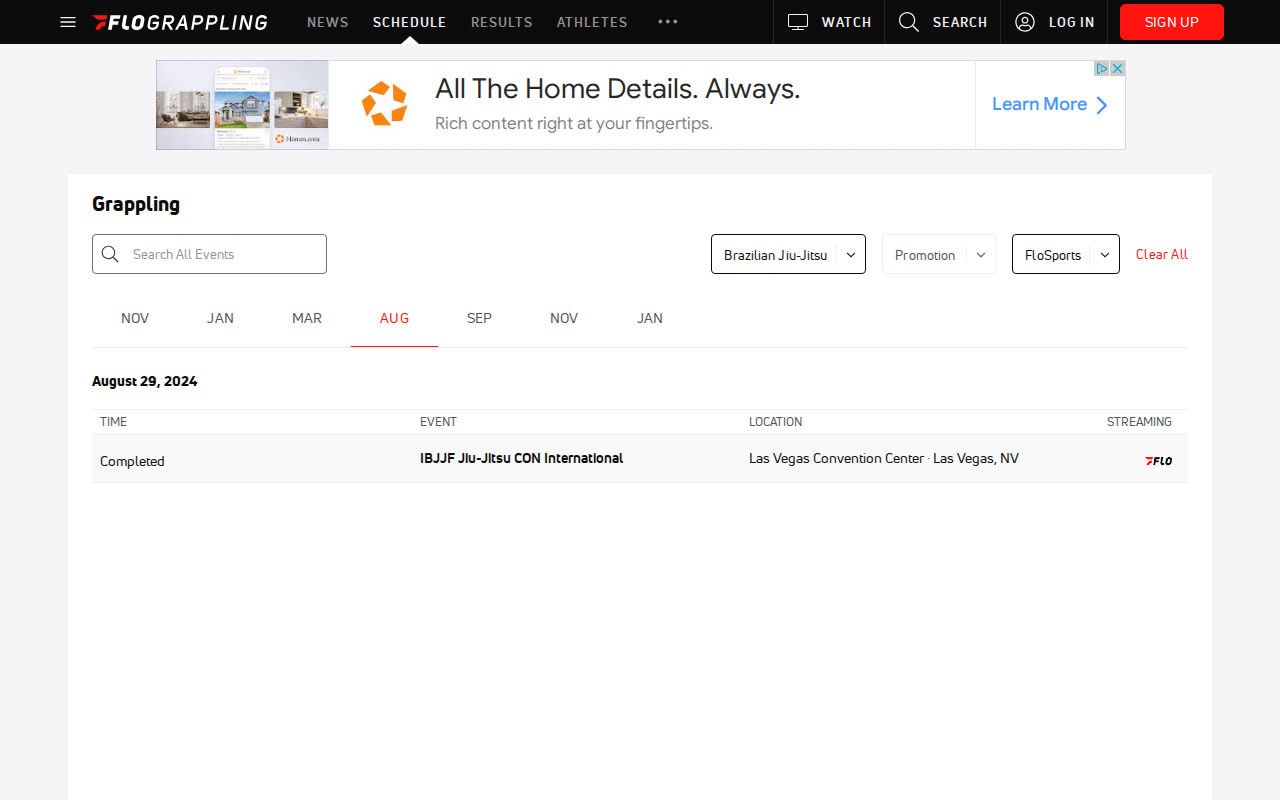 FLOGRAPPLING NEWS SCHEDULE RESULTS ATHLETES ••• WATCH SEARCH LOG IN SIGN UP
All The Home Details. Always.
Rich content right at your fingertips.
Learn More
Homes.com
Grappling
Search All Events
Brazilian Jiu-Jitsu
Promotion
FloSports
Clear All
NOV JAN MAR AUG SEP NOV JAN
August 29, 2024
TIME EVENT LOCATION STREAMING
Completed IBJJF Jiu-Jitsu CON International Las Vegas Convention Center · Las Vegas, NV FLO